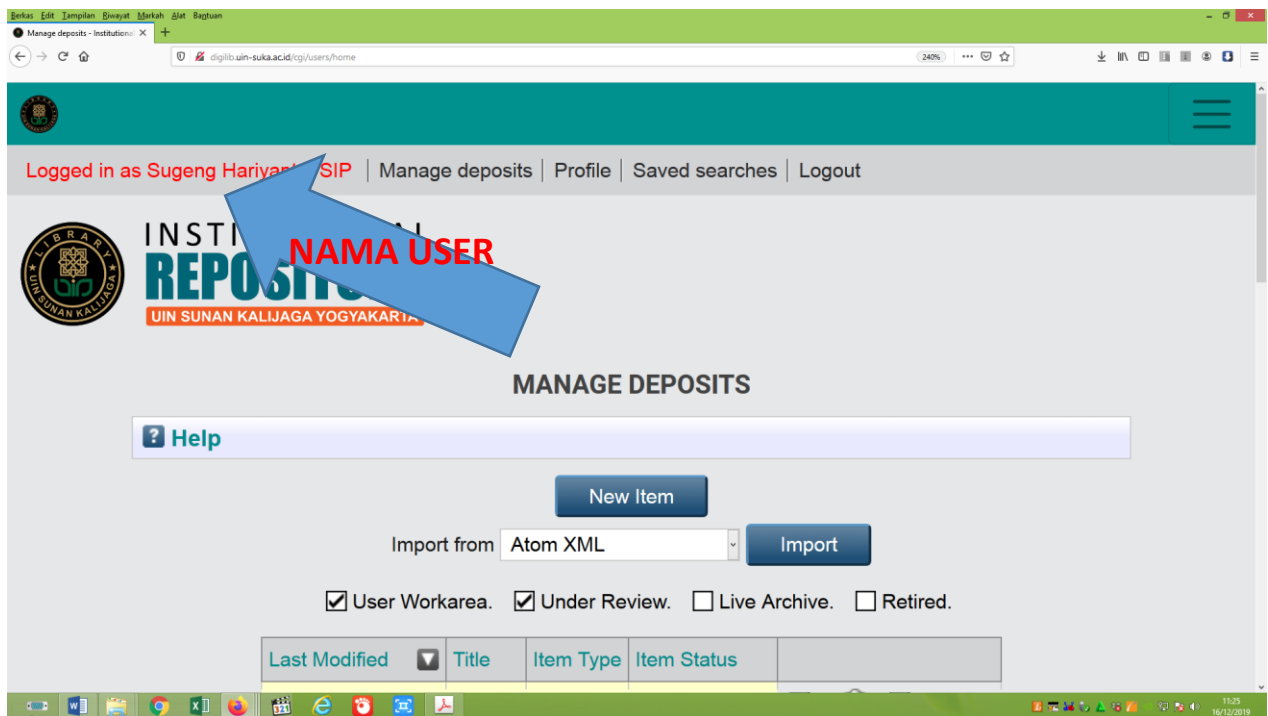 Berkas Edit Tampilan Riwayat Markah Alat Bantuan
Manage deposits - Institutional
digilib.uin-suka.ac.id/cgi/users/home
240%
Logged in as Sugeng SIP | Manage deposits | Profile | Saved searches | Logout
NAMA USER
LIBRARY
UIN SUNAN KALIJAGA
UIN SUNAN KALIJAGA YOGYAKARTA
MANAGE DEPOSITS
? Help
New Item
Import from Atom XML Import
User Workarea. Under Review. Live Archive. Retired.
Last Modified Title Item Type Item Status
11:25
16/12/2019